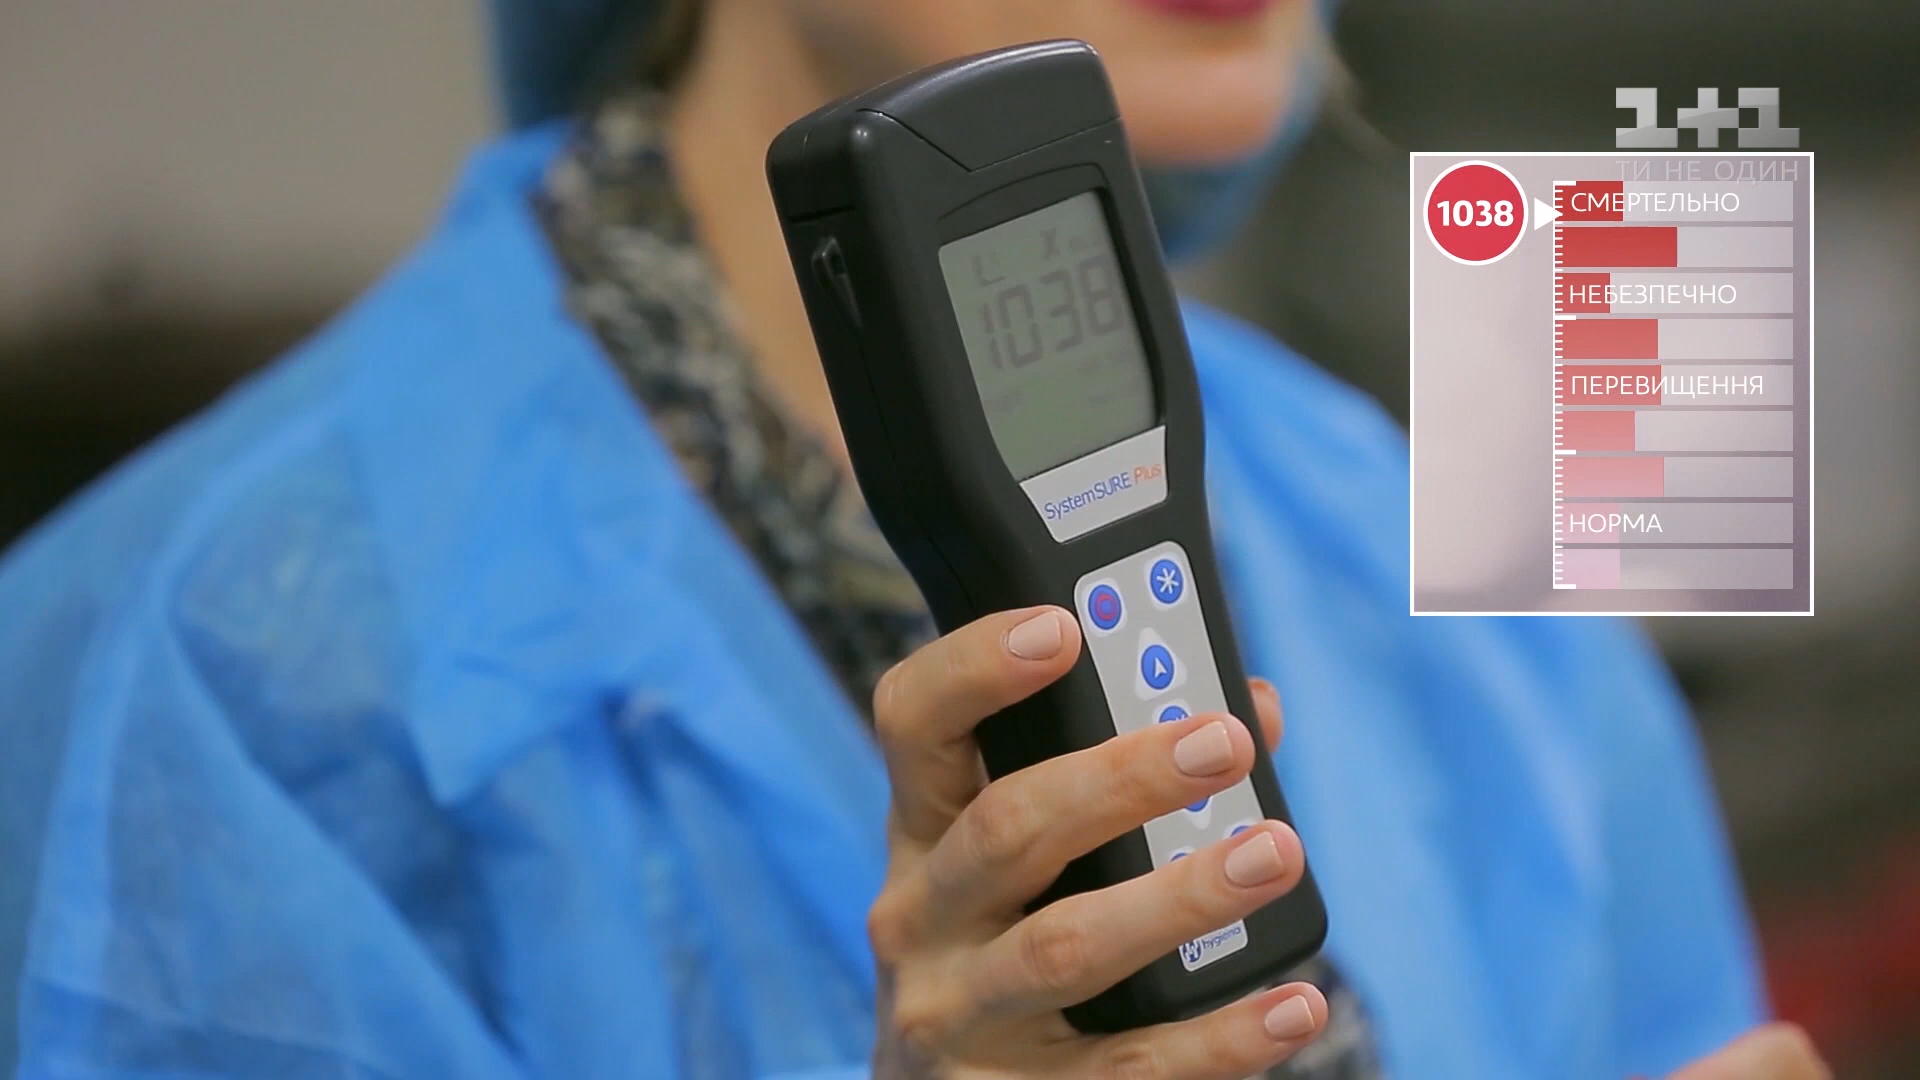 1+1
ТИ НЕ ОДИН
1038
СМЕРТЕЛЬНО
НЕБЕЗПЕЧНО
ПЕРЕВИЩЕННЯ
НОРМА
X
1038
SystemSURE Plus
hygiena